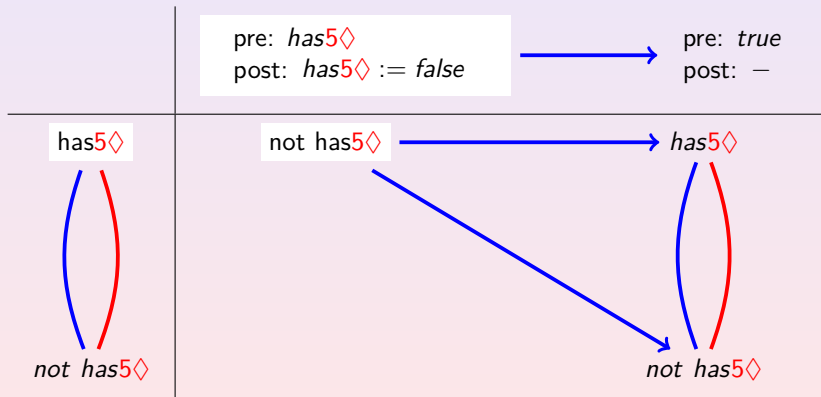 pre: has5♢
post: has5♢ := false
pre: true
post: −
has5♢
not has5♢
has5♢
not has5♢
not has5♢